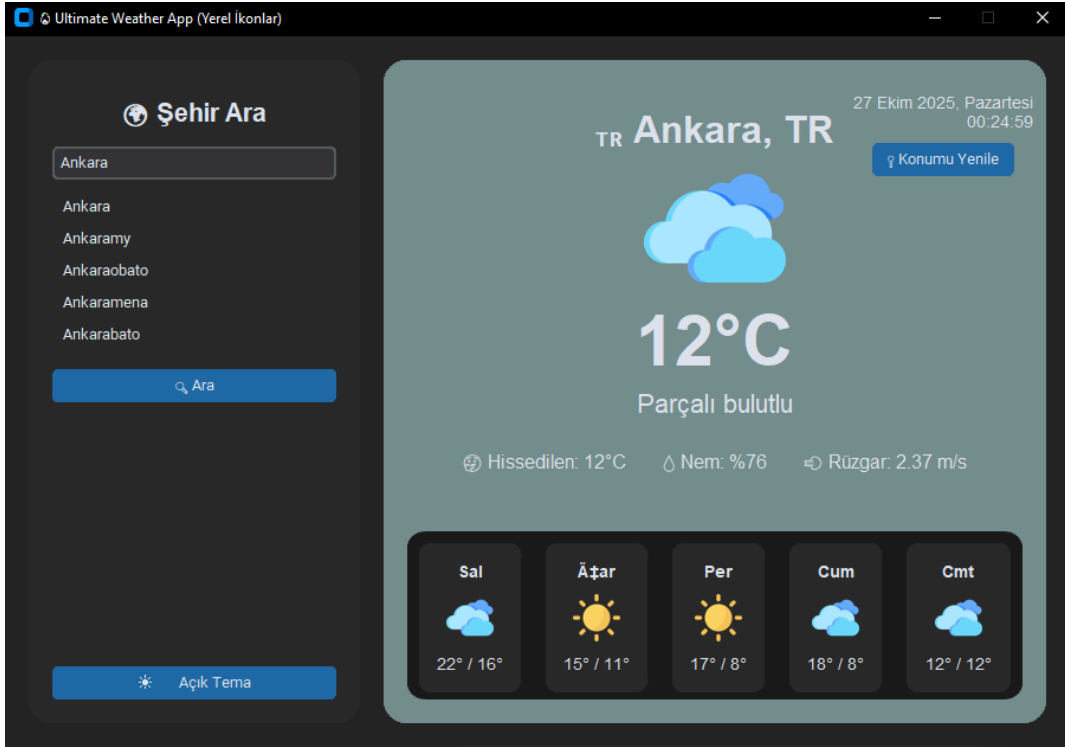 Ultimate Weather App (Yerel İkonlar)
Şehir Ara
Ankara
Ankara
Ankaramy
Ankaraobato
Ankaramena
Ankarabato
Ara
Açık Tema
27 Ekim 2025, Pazartesi
00:24:59
TR Ankara, TR
Konumu Yenile
12°C
Parçalı bulutlu
Hissedilen: 12°C Nem: %76 Rüzgar: 2.37 m/s
Sal Ã‡ar Per Cum Cmt
22° / 16° 15° / 11° 17° / 8° 18° / 8° 12° / 12°